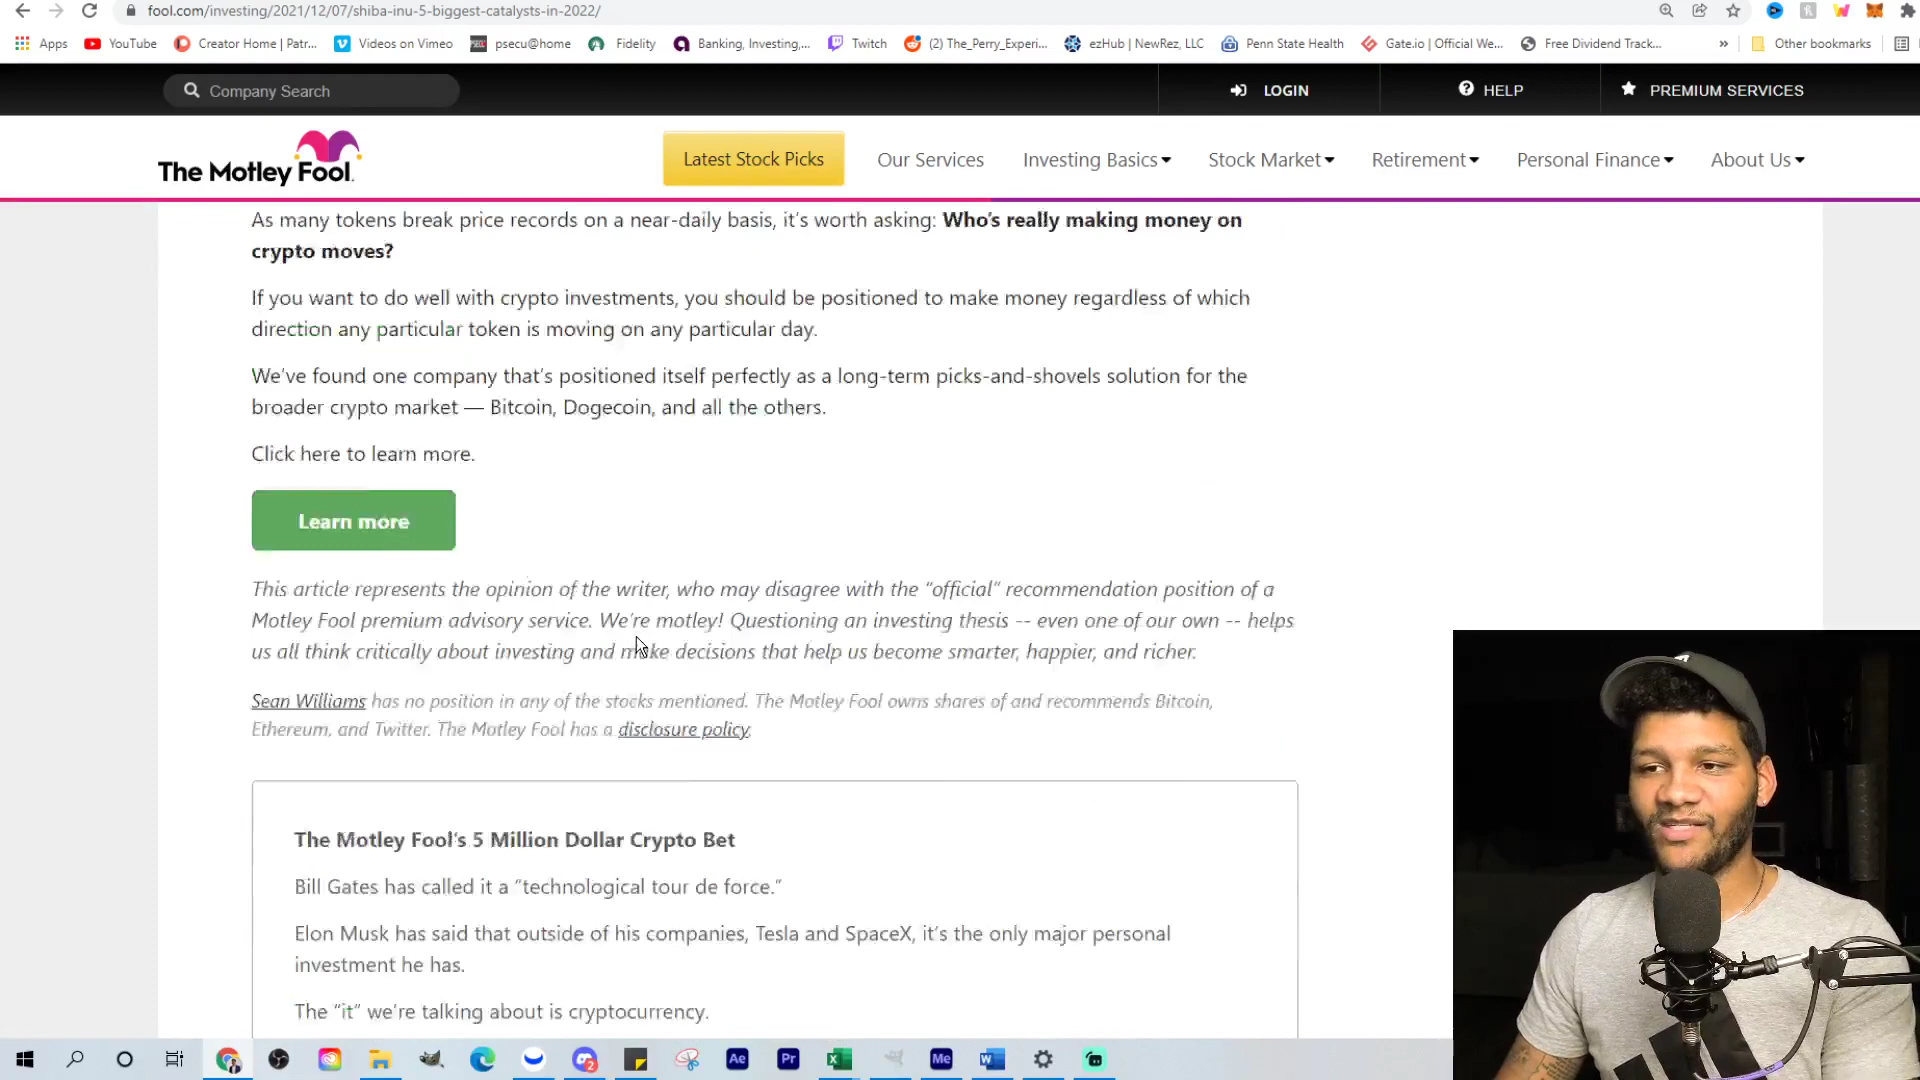 fool.com/investing/2021/12/07/shiba-inu-5-biggest-catalysts-in-2022/
Apps YouTube Creator Home | Patr... Videos on Vimeo psecu@home Fidelity Banking, Investing,... Twitch (2) The_Perry_Experi... ezHub | NewRez, LLC Penn State Health Gate.io | Official We... Free Dividend Track... » Other bookmarks
Company Search LOGIN HELP PREMIUM SERVICES
The Motley Fool. Latest Stock Picks Our Services Investing Basics Stock Market Retirement Personal Finance About Us
As many tokens break price records on a near-daily basis, it's worth asking: Who's really making money on
crypto moves?
If you want to do well with crypto investments, you should be positioned to make money regardless of which
direction any particular token is moving on any particular day.
We've found one company that's positioned itself perfectly as a long-term picks-and-shovels solution for the
broader crypto market — Bitcoin, Dogecoin, and all the others.
Click here to learn more.
Learn more
This article represents the opinion of the writer, who may disagree with the “official” recommendation position of a
Motley Fool premium advisory service. We’re motley! Questioning an investing thesis -- even one of our own -- helps
us all think critically about investing and make decisions that help us become smarter, happier, and richer.
Sean Williams has no position in any of the stocks mentioned. The Motley Fool owns shares of and recommends Bitcoin,
Ethereum, and Twitter. The Motley Fool has a disclosure policy.
The Motley Fool's 5 Million Dollar Crypto Bet
Bill Gates has called it a “technological tour de force.”
Elon Musk has said that outside of his companies, Tesla and SpaceX, it’s the only major personal
investment he has.
The “it” we’re talking about is cryptocurrency.
Ae Pr Me